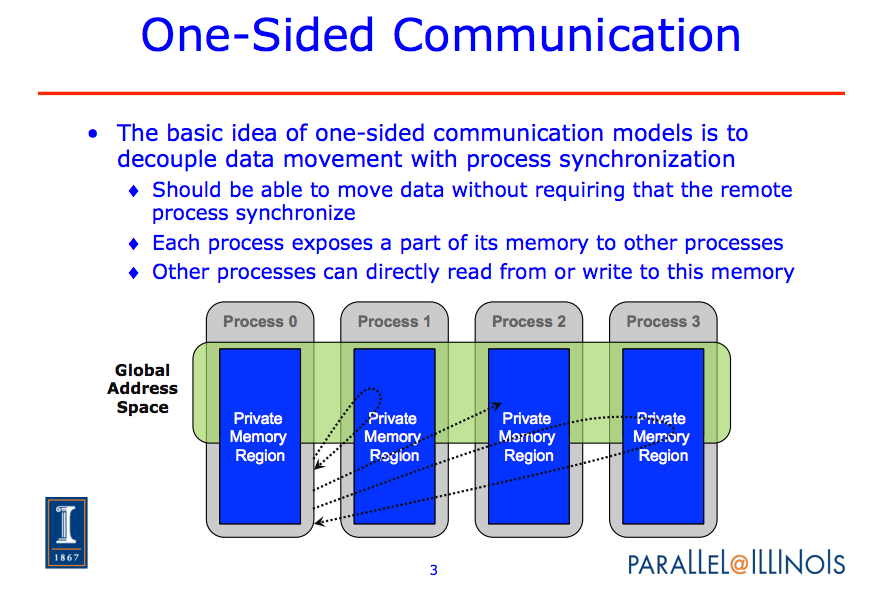 One-Sided Communication
• The basic idea of one-sided communication models is to
decouple data movement with process synchronization
♦ Should be able to move data without requiring that the remote
process synchronize
♦ Each process exposes a part of its memory to other processes
♦ Other processes can directly read from or write to this memory
Process 0
Process 1
Process 2
Process 3
Global
Address
Space
Private
Memory
Region
Private
Memory
Region
Private
Memory
Region
Private
Memory
Region
1867
3
PARALLEL@ILLINOIS